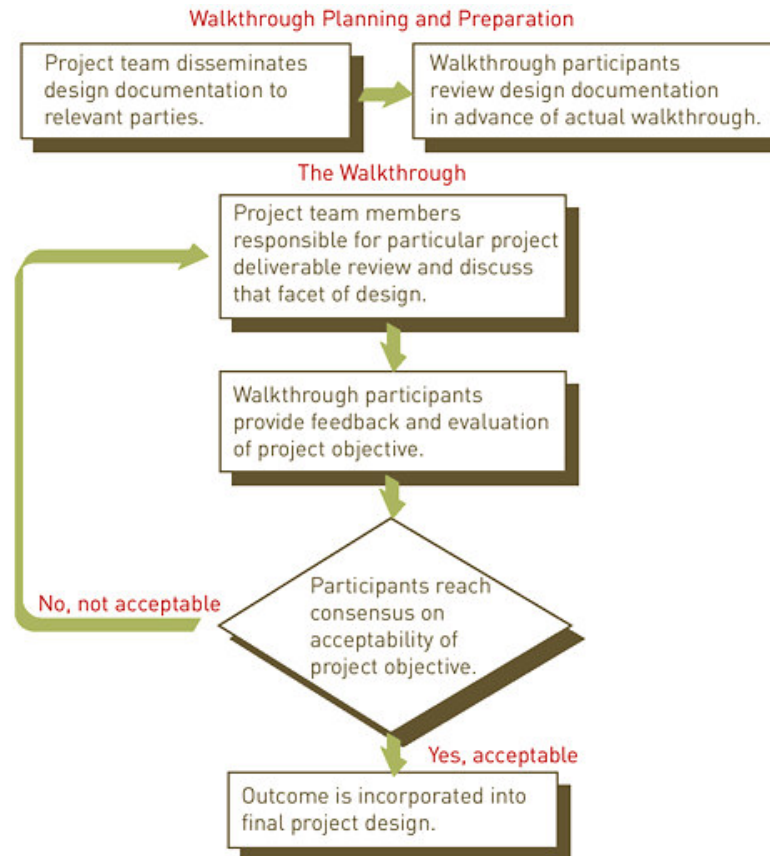 Walkthrough Planning and Preparation
Project team disseminates
design documentation to
relevant parties.
Walkthrough participants
review design documentation
in advance of actual walkthrough.
The Walkthrough
Project team members
responsible for particular project
deliverable review and discuss
that facet of design.
Walkthrough participants
provide feedback and evaluation
of project objective.
Participants reach
consensus on
acceptability of
project objective.
No, not acceptable
Yes, acceptable
Outcome is incorporated into
final project design.